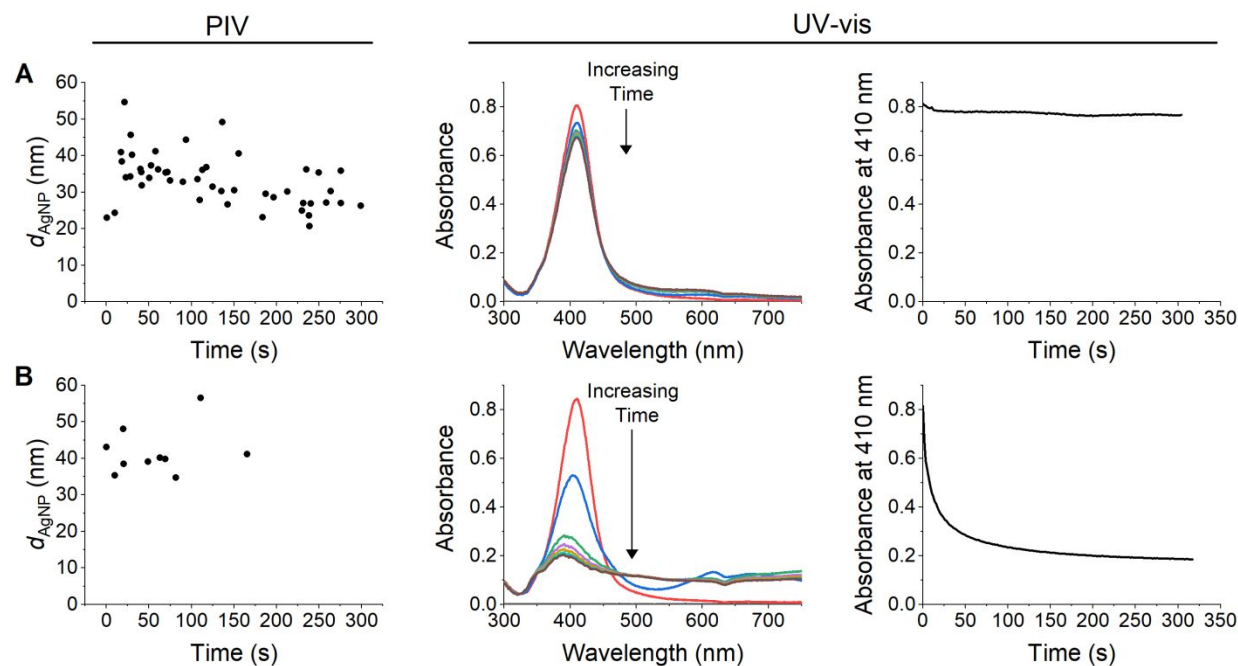 PIV
UV-vis
A
60
50
40
30
20
10
0
d_AgNP (nm)
0 50 100 150 200 250 300
Time (s)
Increasing
Time
0.8
0.6
0.4
0.2
0.0
Absorbance
300 400 500 600 700
Wavelength (nm)
0.8
0.6
0.4
0.2
0.0
Absorbance at 410 nm
0 50 100 150 200 250 300 350
Time (s)
B
60
50
40
30
20
10
0
d_AgNP (nm)
0 50 100 150 200 250 300
Time (s)
Increasing
Time
0.8
0.6
0.4
0.2
0.0
Absorbance
300 400 500 600 700
Wavelength (nm)
0.8
0.6
0.4
0.2
0.0
Absorbance at 410 nm
0 50 100 150 200 250 300 350
Time (s)